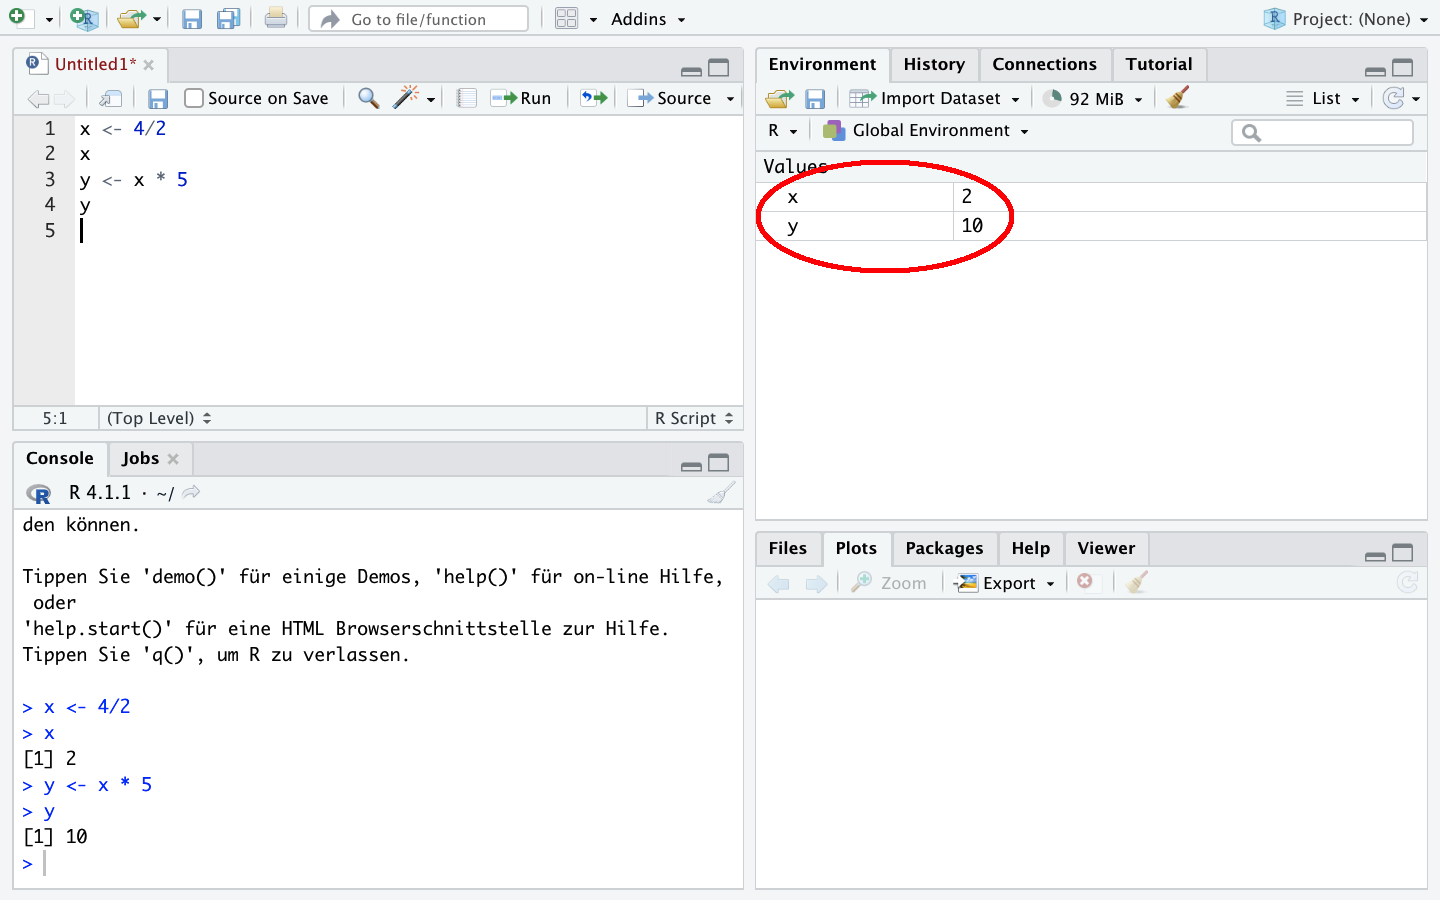 Go to file/function
Addins
Project: (None)
Untitled1*
Source on Save
Run
Source
1 x <- 4/2
2 x
3 y <- x * 5
4 y
5
5:1
(Top Level)
R Script
Console
Jobs
R 4.1.1 · ~/
den können.
Tippen Sie 'demo()' für einige Demos, 'help()' für on-line Hilfe,
oder
'help.start()' für eine HTML Browserschnittstelle zur Hilfe.
Tippen Sie 'q()', um R zu verlassen.
> x <- 4/2
> x
[1] 2
> y <- x * 5
> y
[1] 10
>
Environment
History
Connections
Tutorial
Import Dataset
92 MiB
List
R
Global Environment
Values
x 2
y 10
Files
Plots
Packages
Help
Viewer
Zoom
Export